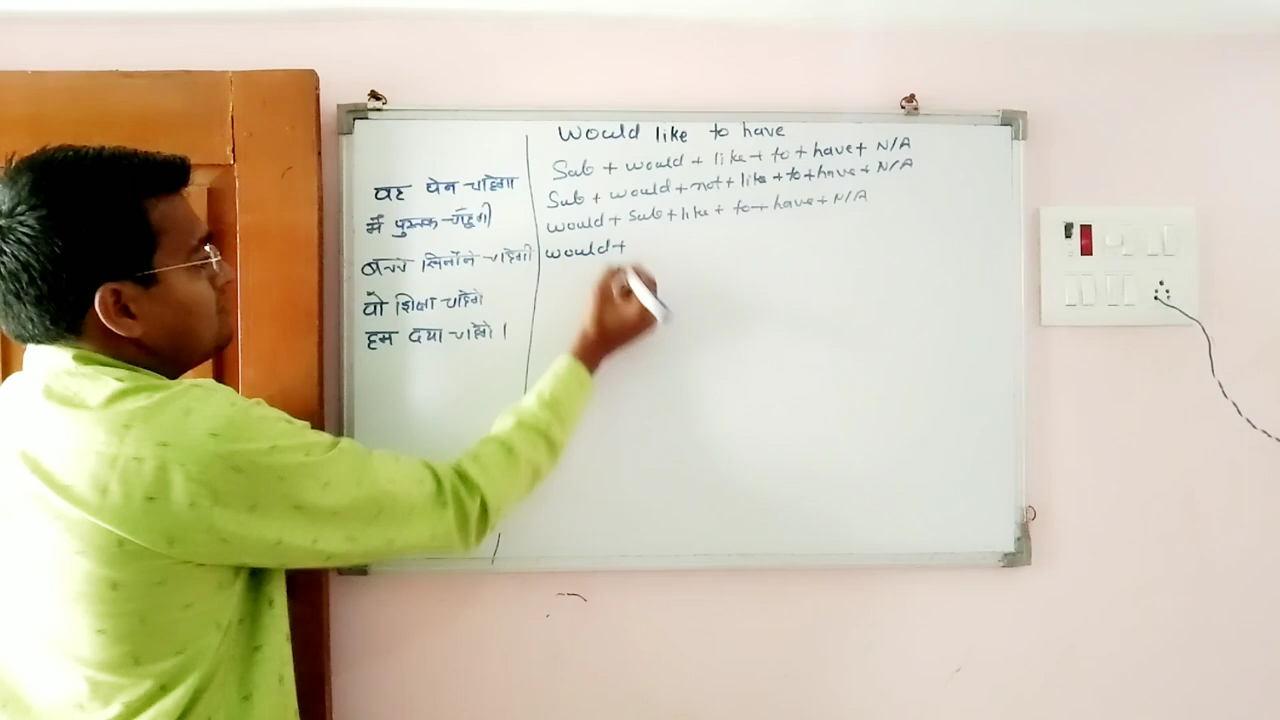 Would like to have
Sub + would + like + to + have + N/A
Sub + would + not + like + to + have + N/A
would + sub + like + to + have + N/A
would +
वह पेन चाहेगा
मैं पुस्तक चाहूँगी
बच्चे खिलौने चाहेगी
वो शिक्षा चाहेगे
हम दया चाहेगे।